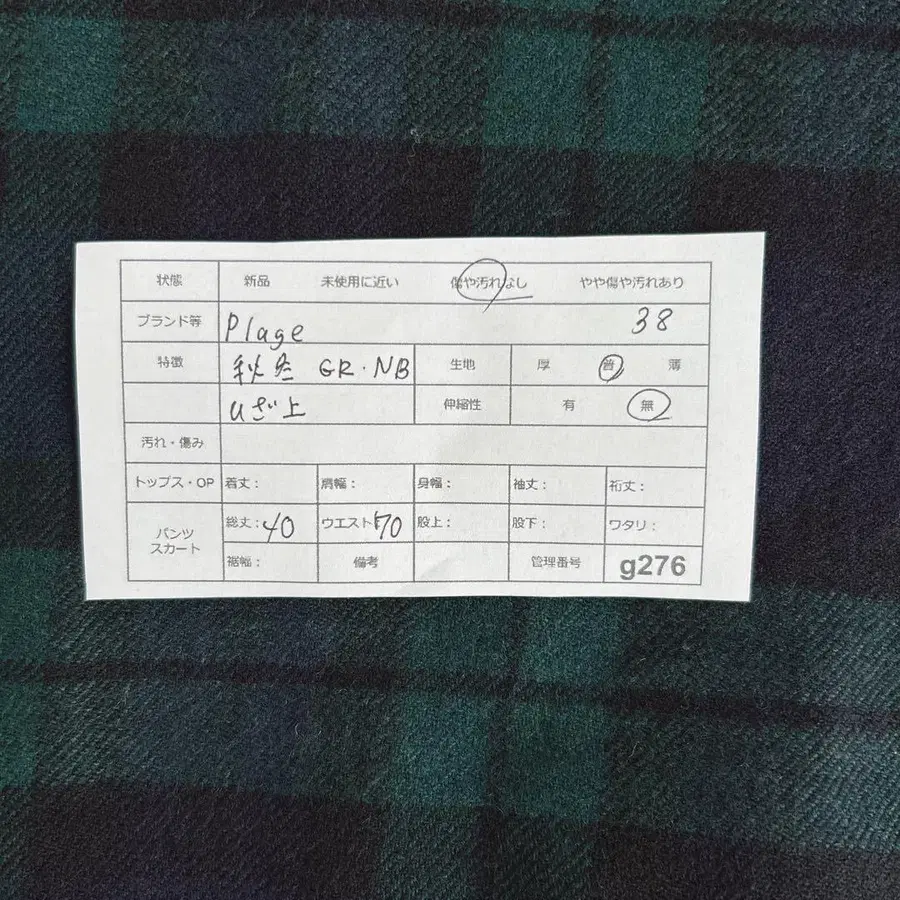 状態 新品 未使用に近い 傷や汚れなし やや傷や汚れあり
ブランド等 Plage 38
特徴 秋冬 GR・NB 生地 厚 普 薄
ひざ上 伸縮性 有 無
汚れ・傷み
トップス・OP 着丈: 肩幅: 身幅: 袖丈: 裄丈:
パンツ スカート 総丈:40 ウエスト:70 股上: 股下: ワタリ:
裾幅: 備考 管理番号 g276